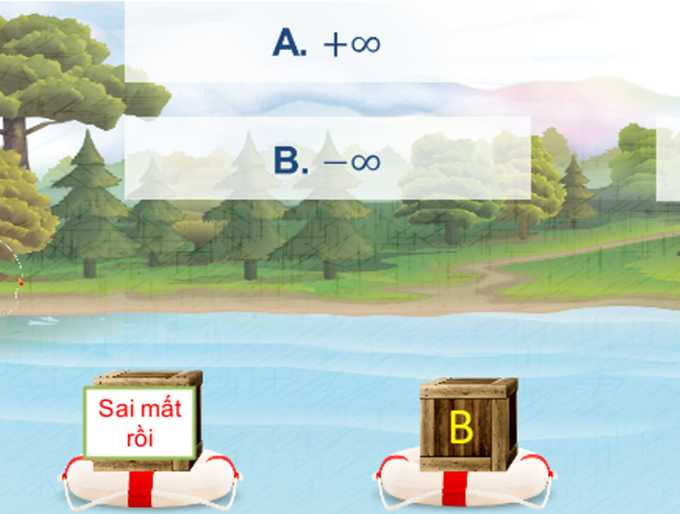 A. +∞
B. −∞
Sai mất
rồi
B